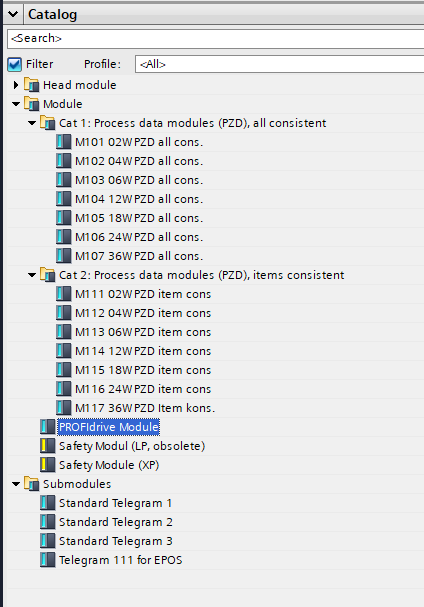 Catalog
<Search>
Filter Profile: <All>
Head module
Module
Cat 1: Process data modules (PZD), all consistent
M101 02W PZD all cons.
M102 04W PZD all cons.
M103 06W PZD all cons.
M104 12W PZD all cons.
M105 18W PZD all cons.
M106 24W PZD all cons.
M107 36W PZD all cons.
Cat 2: Process data modules (PZD), items consistent
M111 02W PZD item cons
M112 04W PZD item cons
M113 06W PZD item cons
M114 12W PZD item cons
M115 18W PZD item cons
M116 24W PZD item cons
M117 36W PZD Item kons.
PROFIdrive Module
Safety Modul (LP, obsolete)
Safety Module (XP)
Submodules
Standard Telegram 1
Standard Telegram 2
Standard Telegram 3
Telegram 111 for EPOS